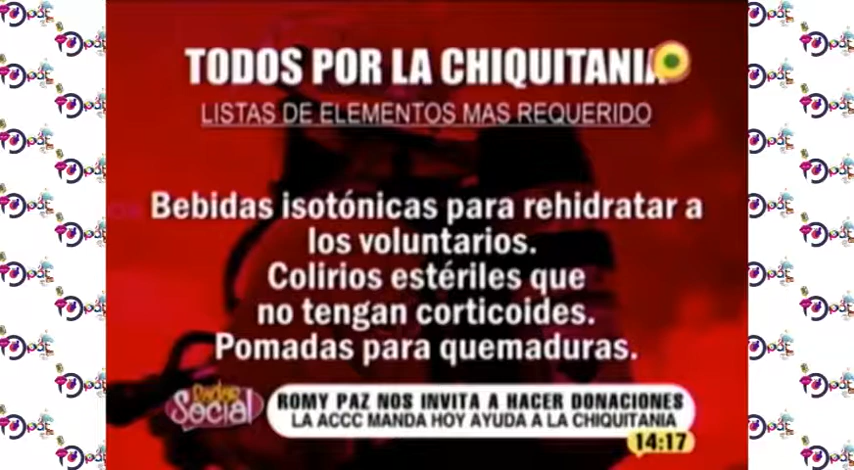 TODOS POR LA CHIQUITANIA
LISTAS DE ELEMENTOS MAS REQUERIDO
Bebidas isotónicas para rehidratar a
los voluntarios.
Colirios estériles que
no tengan corticoides.
Pomadas para quemaduras.
Radar
Social
ROMY PAZ NOS INVITA A HACER DONACIONES
LA ACCC MANDA HOY AYUDA A LA CHIQUITANIA
14:17